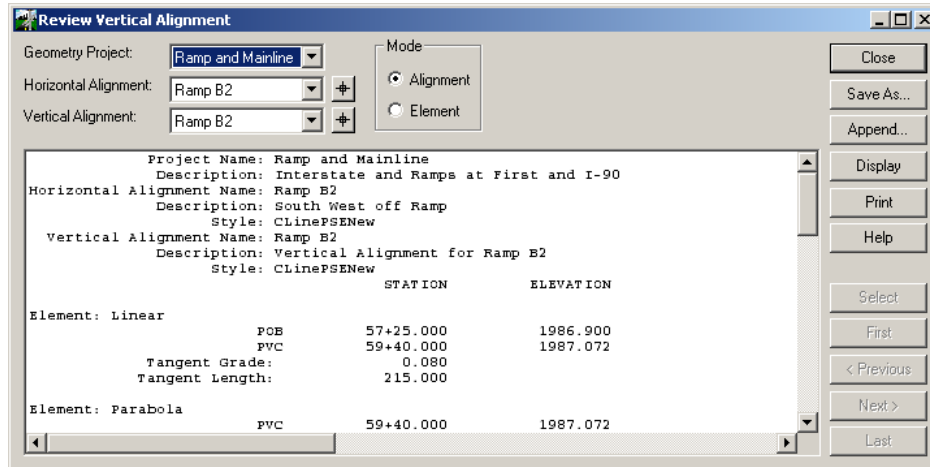 Review Vertical Alignment
Geometry Project: Ramp and Mainline
Horizontal Alignment: Ramp B2
Vertical Alignment: Ramp B2
Mode
Alignment
Element
Close
Save As...
Append...
Display
Print
Help
Select
First
< Previous
Next >
Last
Project Name: Ramp and Mainline
Description: Interstate and Ramps at First and I-90
Horizontal Alignment Name: Ramp B2
Description: South West off Ramp
Style: CLinePSENew
Vertical Alignment Name: Ramp B2
Description: Vertical Alignment for Ramp B2
Style: CLinePSENew
STATION ELEVATION
Element: Linear
POB 57+25.000 1986.900
PVC 59+40.000 1987.072
Tangent Grade: 0.080
Tangent Length: 215.000
Element: Parabola
PVC 59+40.000 1987.072